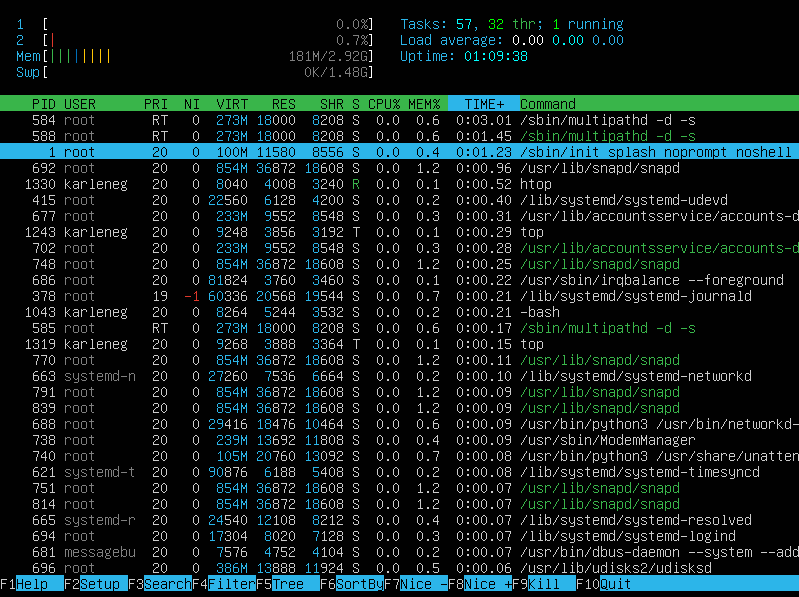 1 [ 0.0%] Tasks: 57, 32 thr; 1 running
2 [| 0.7%] Load average: 0.00 0.00 0.00
Mem[|||||||| 181M/2.92G] Uptime: 01:09:38
Swp[ 0K/1.48G]
PID USER PRI NI VIRT RES SHR S CPU% MEM% TIME+ Command
584 root RT 0 273M 18000 8208 S 0.0 0.6 0:03.01 /sbin/multipathd -d -s
588 root RT 0 273M 18000 8208 S 0.0 0.6 0:01.45 /sbin/multipathd -d -s
1 root 20 0 100M 11580 8556 S 0.0 0.4 0:01.23 /sbin/init splash noprompt noshell
692 root 20 0 854M 36872 18608 S 0.0 1.2 0:00.96 /usr/lib/snapd/snapd
1330 karleneg 20 0 8040 4008 3240 R 0.0 0.1 0:00.52 htop
415 root 20 0 22560 6128 4200 S 0.0 0.2 0:00.40 /lib/systemd/systemd-udevd
677 root 20 0 233M 9552 8548 S 0.0 0.3 0:00.31 /usr/lib/accountsservice/accounts-d
1243 karleneg 20 0 9248 3856 3192 T 0.0 0.1 0:00.29 top
702 root 20 0 233M 9552 8548 S 0.0 0.3 0:00.28 /usr/lib/accountsservice/accounts-d
748 root 20 0 854M 36872 18608 S 0.0 1.2 0:00.25 /usr/lib/snapd/snapd
686 root 20 0 81824 3760 3460 S 0.0 0.1 0:00.22 /usr/sbin/irqbalance --foreground
378 root 19 -1 60336 20568 19544 S 0.0 0.7 0:00.21 /lib/systemd/systemd-journald
1043 karleneg 20 0 8264 5244 3532 S 0.0 0.2 0:00.21 -bash
585 root RT 0 273M 18000 8208 S 0.0 0.6 0:00.17 /sbin/multipathd -d -s
1319 karleneg 20 0 9268 3888 3364 T 0.0 0.1 0:00.15 top
770 root 20 0 854M 36872 18608 S 0.0 1.2 0:00.11 /usr/lib/snapd/snapd
663 systemd-n 20 0 27260 7536 6664 S 0.0 0.2 0:00.10 /lib/systemd/systemd-networkd
791 root 20 0 854M 36872 18608 S 0.0 1.2 0:00.09 /usr/lib/snapd/snapd
839 root 20 0 854M 36872 18608 S 0.0 1.2 0:00.09 /usr/lib/snapd/snapd
688 root 20 0 29416 18476 10464 S 0.0 0.6 0:00.09 /usr/bin/python3 /usr/bin/networkd-
738 root 20 0 239M 13692 11808 S 0.0 0.4 0:00.09 /usr/sbin/ModemManager
740 root 20 0 105M 20760 13092 S 0.0 0.7 0:00.08 /usr/bin/python3 /usr/share/unatten
621 systemd-t 20 0 90876 6188 5408 S 0.0 0.2 0:00.08 /lib/systemd/systemd-timesyncd
751 root 20 0 854M 36872 18608 S 0.0 1.2 0:00.07 /usr/lib/snapd/snapd
814 root 20 0 854M 36872 18608 S 0.0 1.2 0:00.07 /usr/lib/snapd/snapd
665 systemd-r 20 0 24540 12108 8212 S 0.0 0.4 0:00.07 /lib/systemd/systemd-resolved
694 root 20 0 17304 8020 7128 S 0.0 0.3 0:00.07 /lib/systemd/systemd-logind
681 messagebu 20 0 7576 4752 4104 S 0.0 0.2 0:00.07 /usr/bin/dbus-daemon --system --add
696 root 20 0 386M 13888 11924 S 0.0 0.5 0:00.06 /usr/lib/udisks2/udisksd
F1Help F2Setup F3SearchF4FilterF5Tree F6SortByF7Nice -F8Nice +F9Kill F10Quit